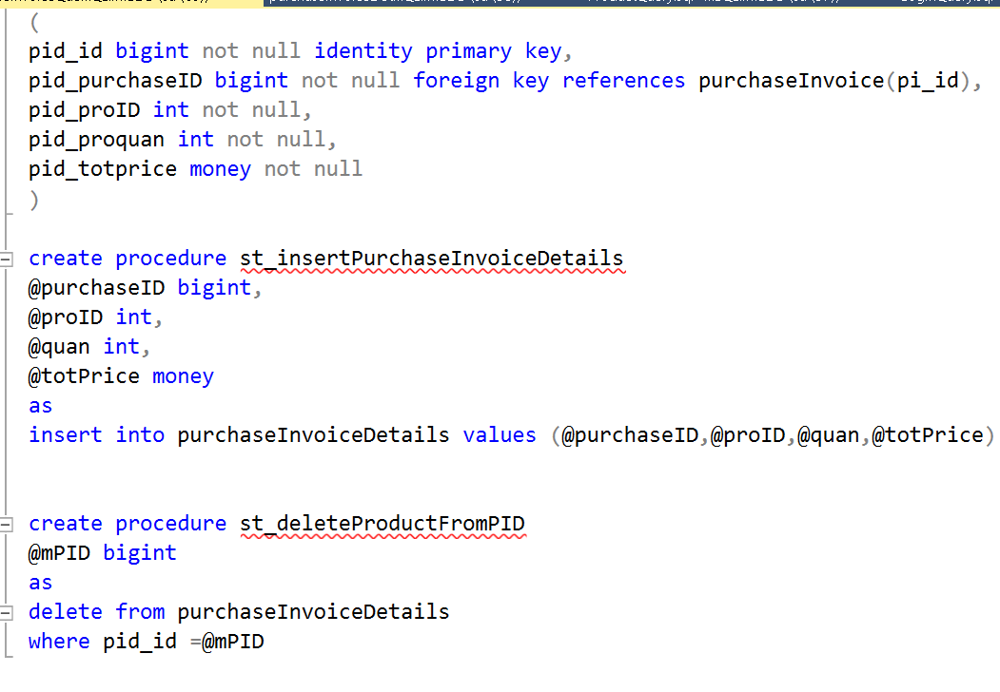 (
pid_id bigint not null identity primary key,
pid_purchaseID bigint not null foreign key references purchaseInvoice(pi_id),
pid_proID int not null,
pid_proquan int not null,
pid_totprice money not null
)
create procedure st_insertPurchaseInvoiceDetails
@purchaseID bigint,
@proID int,
@quan int,
@totPrice money
as
insert into purchaseInvoiceDetails values (@purchaseID,@proID,@quan,@totPrice)
create procedure st_deleteProductFromPID
@mPID bigint
as
delete from purchaseInvoiceDetails
where pid_id =@mPID